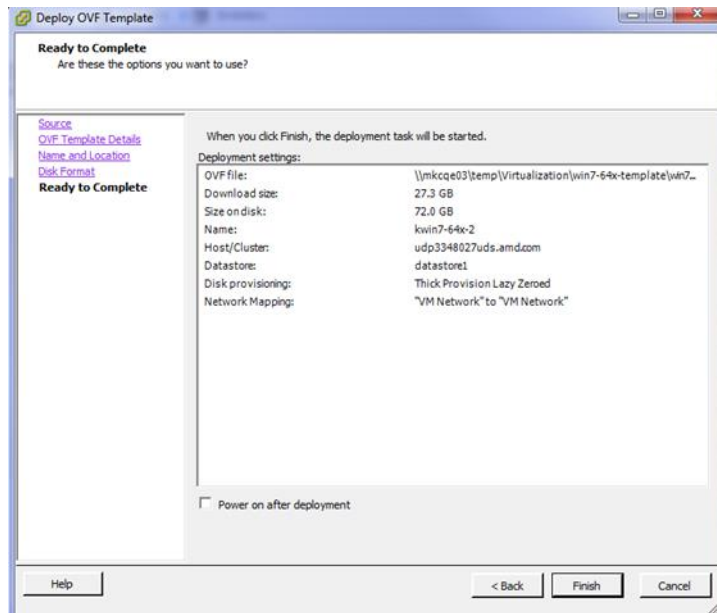 Deploy OVF Template
Ready to Complete
Are these the options you want to use?
Source
OVF Template Details
Name and Location
Disk Format
Ready to Complete
When you click Finish, the deployment task will be started.
Deployment settings:
OVF file: \\mkcqe03\temp\Virtualization\win7-64x-template\win7...
Download size: 27.3 GB
Size on disk: 72.0 GB
Name: kwin7-64x-2
Host/Cluster: udp3348027uds.amd.com
Datastore: datastore1
Disk provisioning: Thick Provision Lazy Zeroed
Network Mapping: "VM Network" to "VM Network"
Power on after deployment
Help
< Back
Finish
Cancel